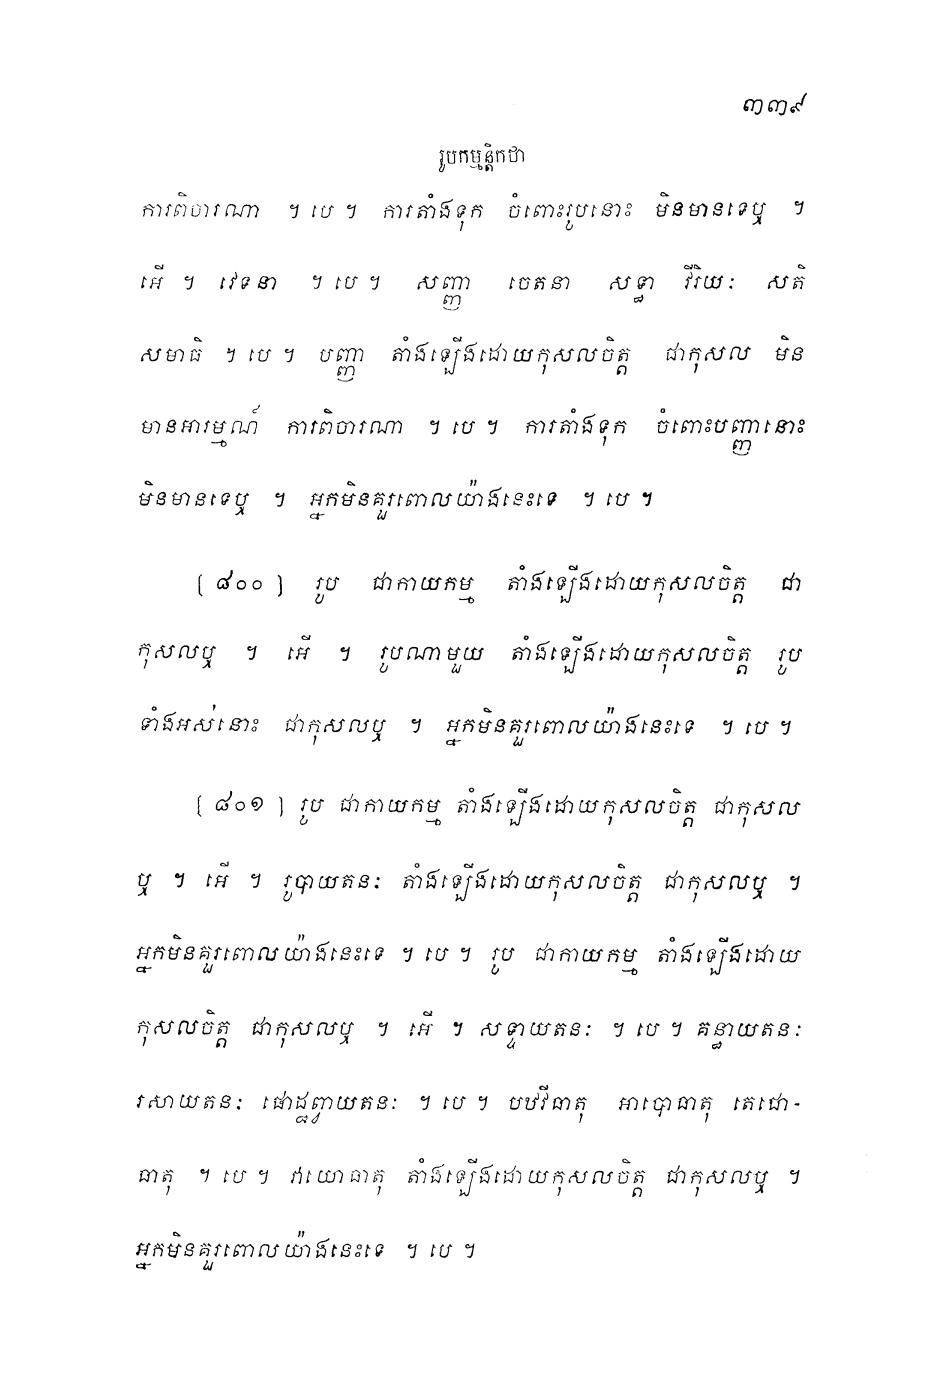 ៣៣៩
រូបកម្មន្តិកថា
ការពិចារណា ។ បេ ។ ការតាំងទុក ចំពោះរូបនោះ មិនមានទេឬ ។
អើ ។ វេទនា ។ បេ ។ សញ្ញា ចេតនា សទ្ធា វីរិយៈ សតិ
សមាធិ ។ បេ ។ បញ្ញា តាំងឡើងដោយកុសលចិត្ត ជាកុសល មិន
មានអារម្មណ៍ ការពិចារណា ។ បេ ។ ការតាំងទុក ចំពោះបញ្ញានោះ
មិនមានទេឬ ។ អ្នកមិនគួរពោលយ៉ាងនេះទេ ។ បេ ។
[ ៨០០ ] រូប ជាកាយកម្ម តាំងឡើងដោយកុសលចិត្ត ជា
កុសលឬ ។ អើ ។ រូបណាមួយ តាំងឡើងដោយកុសលចិត្ត រូប
ទាំងអស់នោះ ជាកុសលឬ ។ អ្នកមិនគួរពោលយ៉ាងនេះទេ ។ បេ ។
[ ៨០១ ] រូប ជាកាយកម្ម តាំងឡើងដោយកុសលចិត្ត ជាកុសល
ឬ ។ អើ ។ រូបាយតនៈ តាំងឡើងដោយកុសលចិត្ត ជាកុសលឬ ។
អ្នកមិនគួរពោលយ៉ាងនេះទេ ។ បេ ។ រូប ជាកាយកម្ម តាំងឡើងដោយ
កុសលចិត្ត ជាកុសលឬ ។ អើ ។ សទ្ទាយតនៈ ។ បេ ។ គន្ធាយតនៈ
រសាយតនៈ ផោដ្ឋព្វាយតនៈ ។ បេ ។ បឋវីធាតុ អាបោធាតុ តេជោ-
ធាតុ ។ បេ ។ វាយោធាតុ តាំងឡើងដោយកុសលចិត្ត ជាកុសលឬ ។
អ្នកមិនគួរពោលយ៉ាងនេះទេ ។ បេ ។